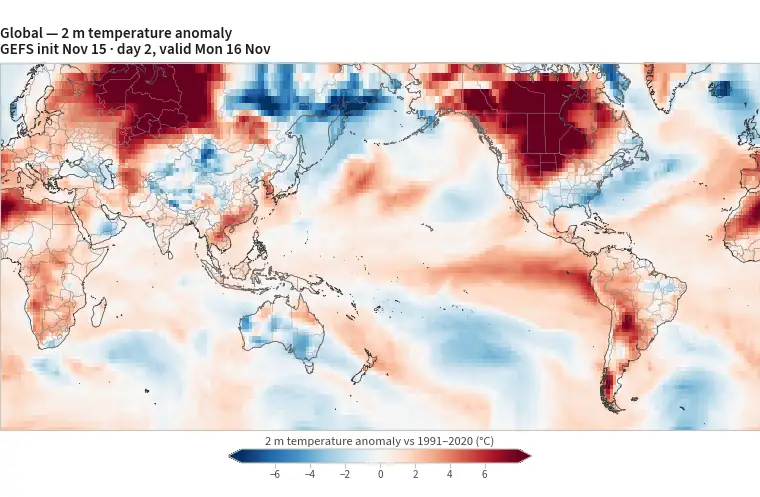 Global — 2 m temperature anomaly
GEFS init Nov 15 · day 2, valid Mon 16 Nov
2 m temperature anomaly vs 1991–2020 (°C)
−6 −4 −2 0 2 4 6